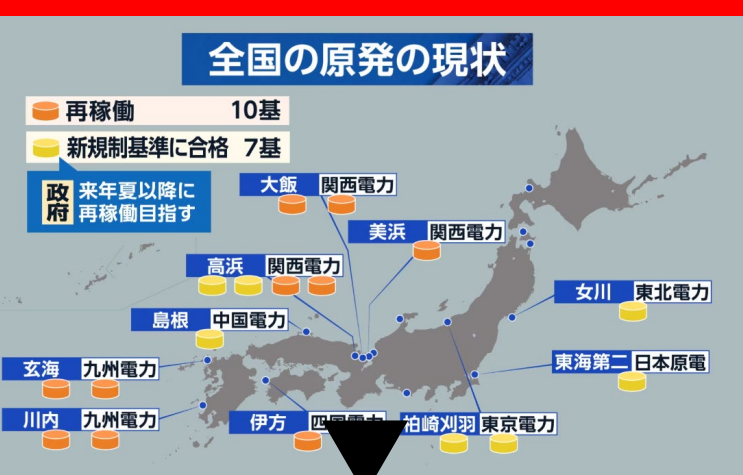 全国の原発の現状
再稼働 10基
新規制基準に合格 7基
政府 来年夏以降に
再稼働目指す
大飯 関西電力
美浜 関西電力
高浜 関西電力
女川 東北電力
島根 中国電力
東海第二 日本原電
玄海 九州電力
川内 九州電力
伊方 四国電力
柏崎刈羽 東京電力